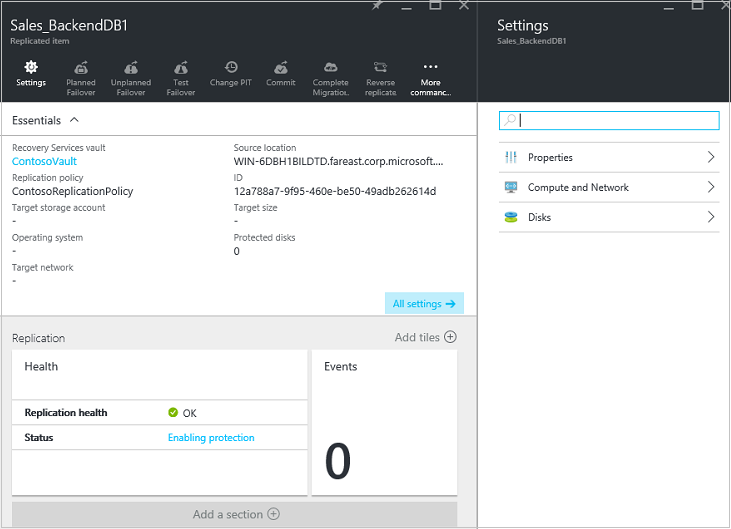 Sales_BackendDB1
Replicated item
Settings
Planned Failover
Unplanned Failover
Test Failover
Change PIT
Commit
Complete Migratio..
Reverse replicate
More commanc...
Essentials
Recovery Services vault
ContosoVault
Source location
WIN-6DBH1BILDTD.fareast.corp.microsoft....
Replication policy
ContosoReplicationPolicy
ID
12a788a7-9f95-460e-be50-49adb262614d
Target storage account
-
Target size
-
Operating system
-
Protected disks
0
Target network
-
All settings →
Replication
Add tiles
Health
Replication health OK
Status Enabling protection
Events
0
Add a section
Settings
Sales_BackendDB1
Properties
Compute and Network
Disks